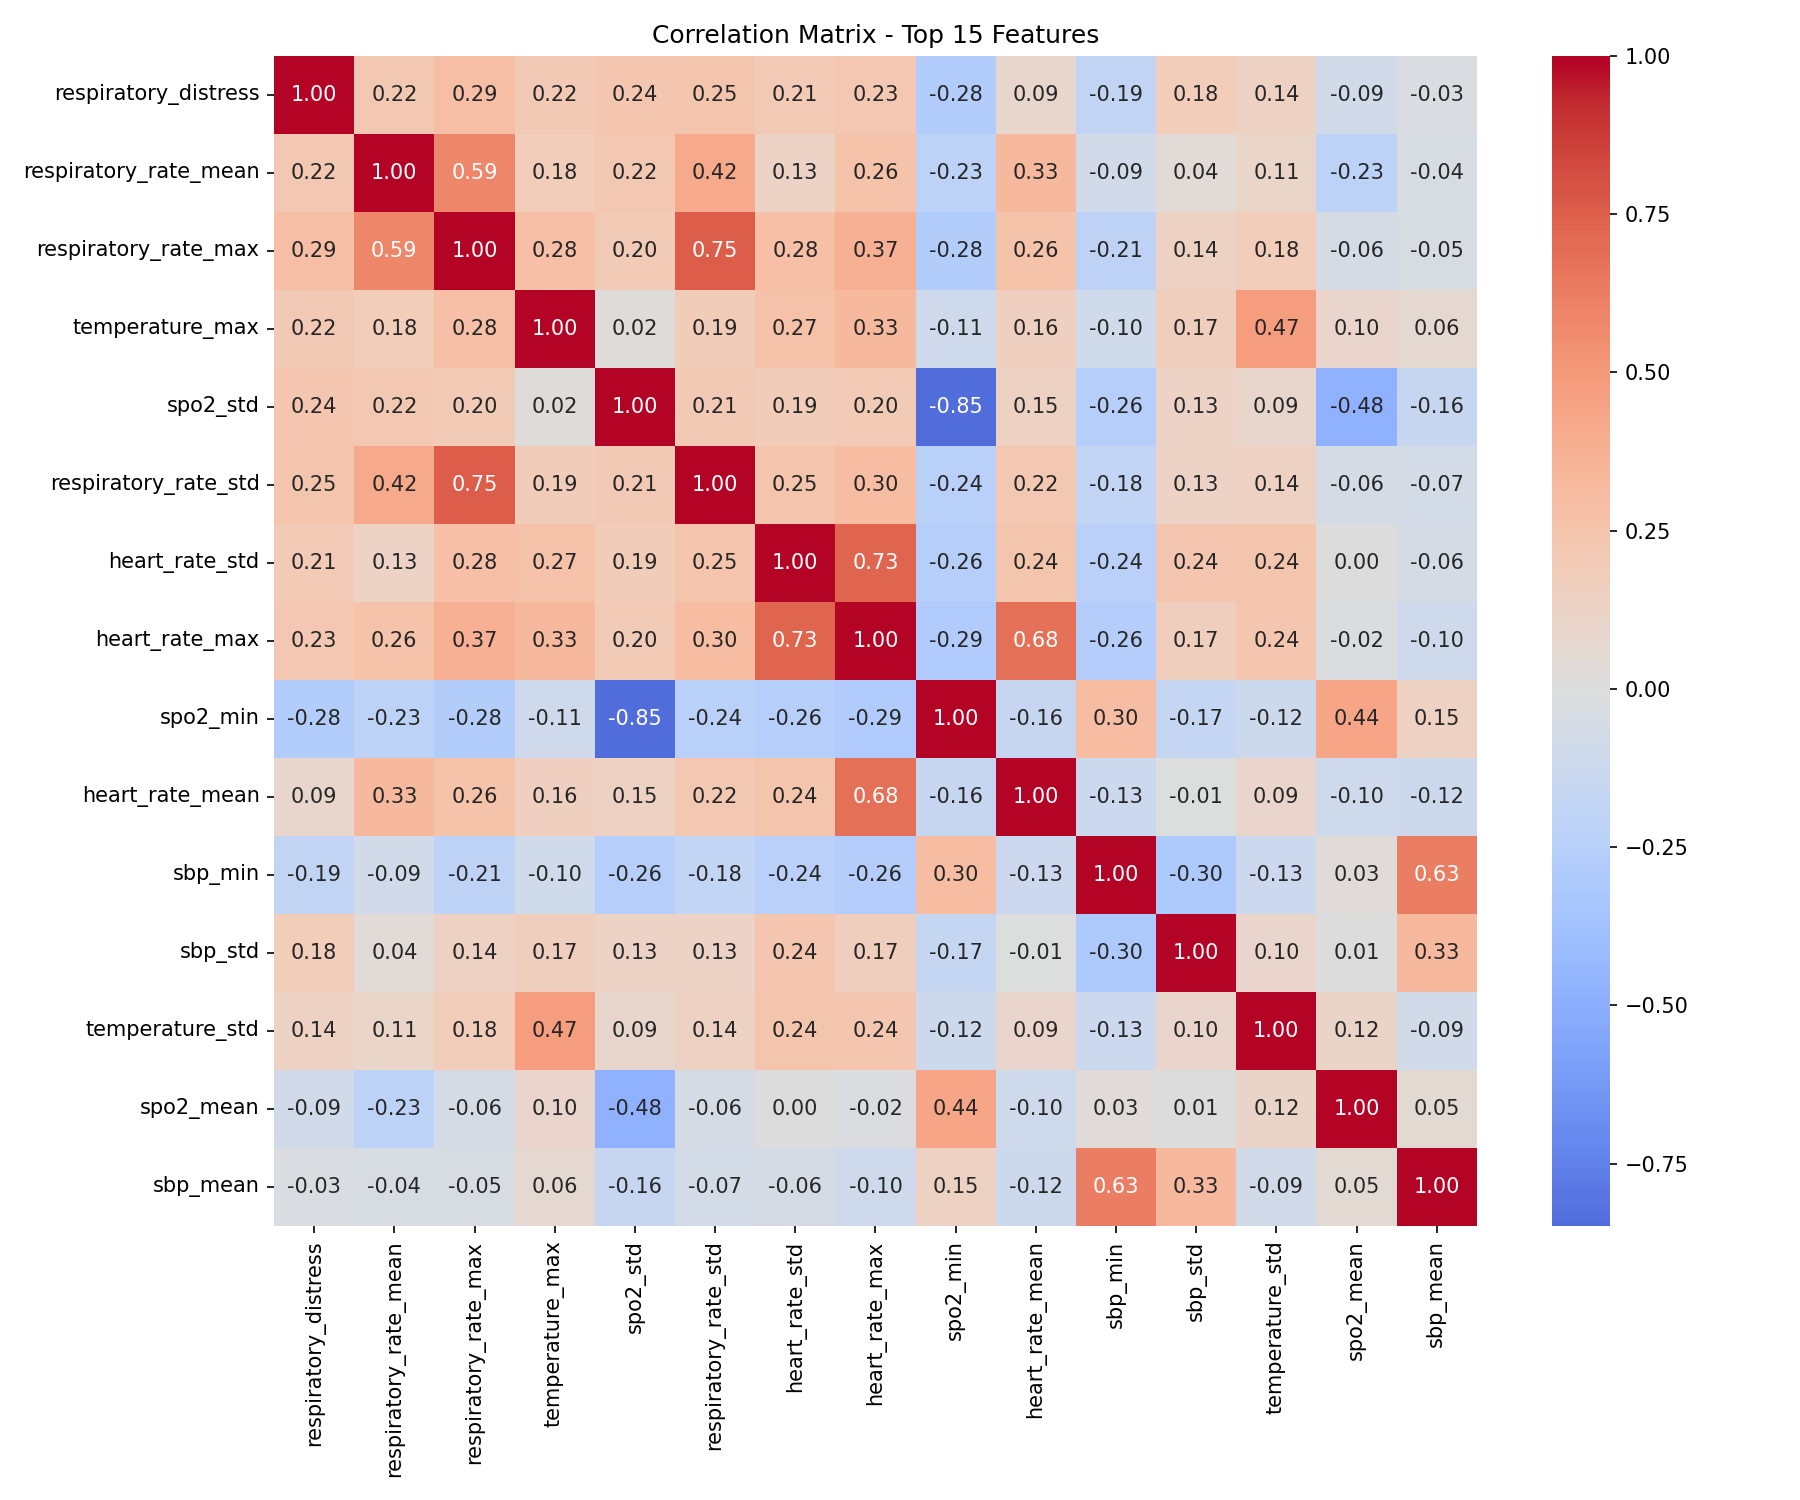 Correlation Matrix - Top 15 Features
respiratory_distress 1.00 0.22 0.29 0.22 0.24 0.25 0.21 0.23 -0.28 0.09 -0.19 0.18 0.14 -0.09 -0.03
respiratory_rate_mean 0.22 1.00 0.59 0.18 0.22 0.42 0.13 0.26 -0.23 0.33 -0.09 0.04 0.11 -0.23 -0.04
respiratory_rate_max 0.29 0.59 1.00 0.28 0.20 0.75 0.28 0.37 -0.28 0.26 -0.21 0.14 0.18 -0.06 -0.05
temperature_max 0.22 0.18 0.28 1.00 0.02 0.19 0.27 0.33 -0.11 0.16 -0.10 0.17 0.47 0.10 0.06
spo2_std 0.24 0.22 0.20 0.02 1.00 0.21 0.19 0.20 -0.85 0.15 -0.26 0.13 0.09 -0.48 -0.16
respiratory_rate_std 0.25 0.42 0.75 0.19 0.21 1.00 0.25 0.30 -0.24 0.22 -0.18 0.13 0.14 -0.06 -0.07
heart_rate_std 0.21 0.13 0.28 0.27 0.19 0.25 1.00 0.73 -0.26 0.24 -0.24 0.24 0.24 0.00 -0.06
heart_rate_max 0.23 0.26 0.37 0.33 0.20 0.30 0.73 1.00 -0.29 0.68 -0.26 0.17 0.24 -0.02 -0.10
spo2_min -0.28 -0.23 -0.28 -0.11 -0.85 -0.24 -0.26 -0.29 1.00 -0.16 0.30 -0.17 -0.12 0.44 0.15
heart_rate_mean 0.09 0.33 0.26 0.16 0.15 0.22 0.24 0.68 -0.16 1.00 -0.13 -0.01 0.09 -0.10 -0.12
sbp_min -0.19 -0.09 -0.21 -0.10 -0.26 -0.18 -0.24 -0.26 0.30 -0.13 1.00 -0.30 -0.13 0.03 0.63
sbp_std 0.18 0.04 0.14 0.17 0.13 0.13 0.24 0.17 -0.17 -0.01 -0.30 1.00 0.10 0.01 0.33
temperature_std 0.14 0.11 0.18 0.47 0.09 0.14 0.24 0.24 -0.12 0.09 -0.13 0.10 1.00 0.12 -0.09
spo2_mean -0.09 -0.23 -0.06 0.10 -0.48 -0.06 0.00 -0.02 0.44 -0.10 0.03 0.01 0.12 1.00 0.05
sbp_mean -0.03 -0.04 -0.05 0.06 -0.16 -0.07 -0.06 -0.10 0.15 -0.12 0.63 0.33 -0.09 0.05 1.00
respiratory_distress
respiratory_rate_mean
respiratory_rate_max
temperature_max
spo2_std
respiratory_rate_std
heart_rate_std
heart_rate_max
spo2_min
heart_rate_mean
sbp_min
sbp_std
temperature_std
spo2_mean
sbp_mean
1.00
0.75
0.50
0.25
0.00
−0.25
−0.50
−0.75